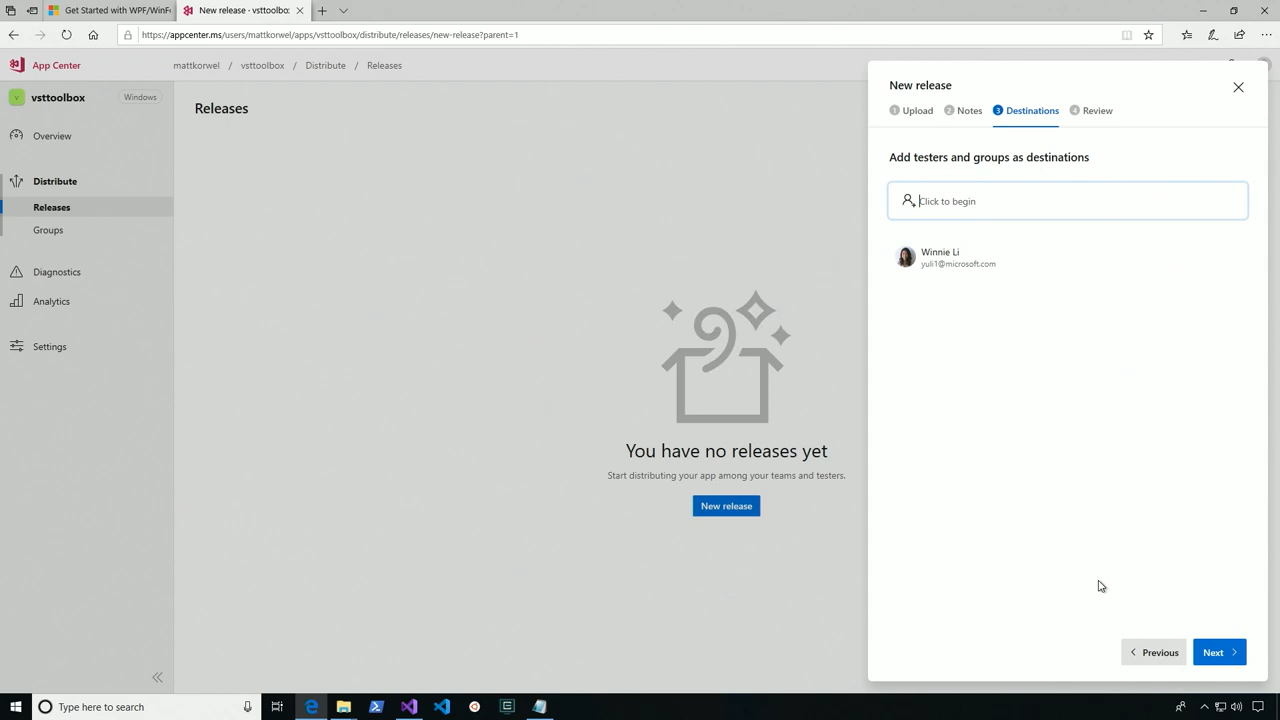 Get Started with WPF/WinF
New release - vsttoolbox
https://appcenter.ms/users/mattkorwel/apps/vsttoolbox/distribute/releases/new-release?parent=1
App Center
mattkorwel / vsttoolbox / Distribute / Releases
vsttoolbox
Windows
Overview
Distribute
Releases
Groups
Diagnostics
Analytics
Settings
Releases
You have no releases yet
Start distributing your app among your teams and testers.
New release
New release
1 Upload 2 Notes 3 Destinations 4 Review
Add testers and groups as destinations
Click to begin
Winnie Li
yuli1@microsoft.com
Previous
Next
Type here to search